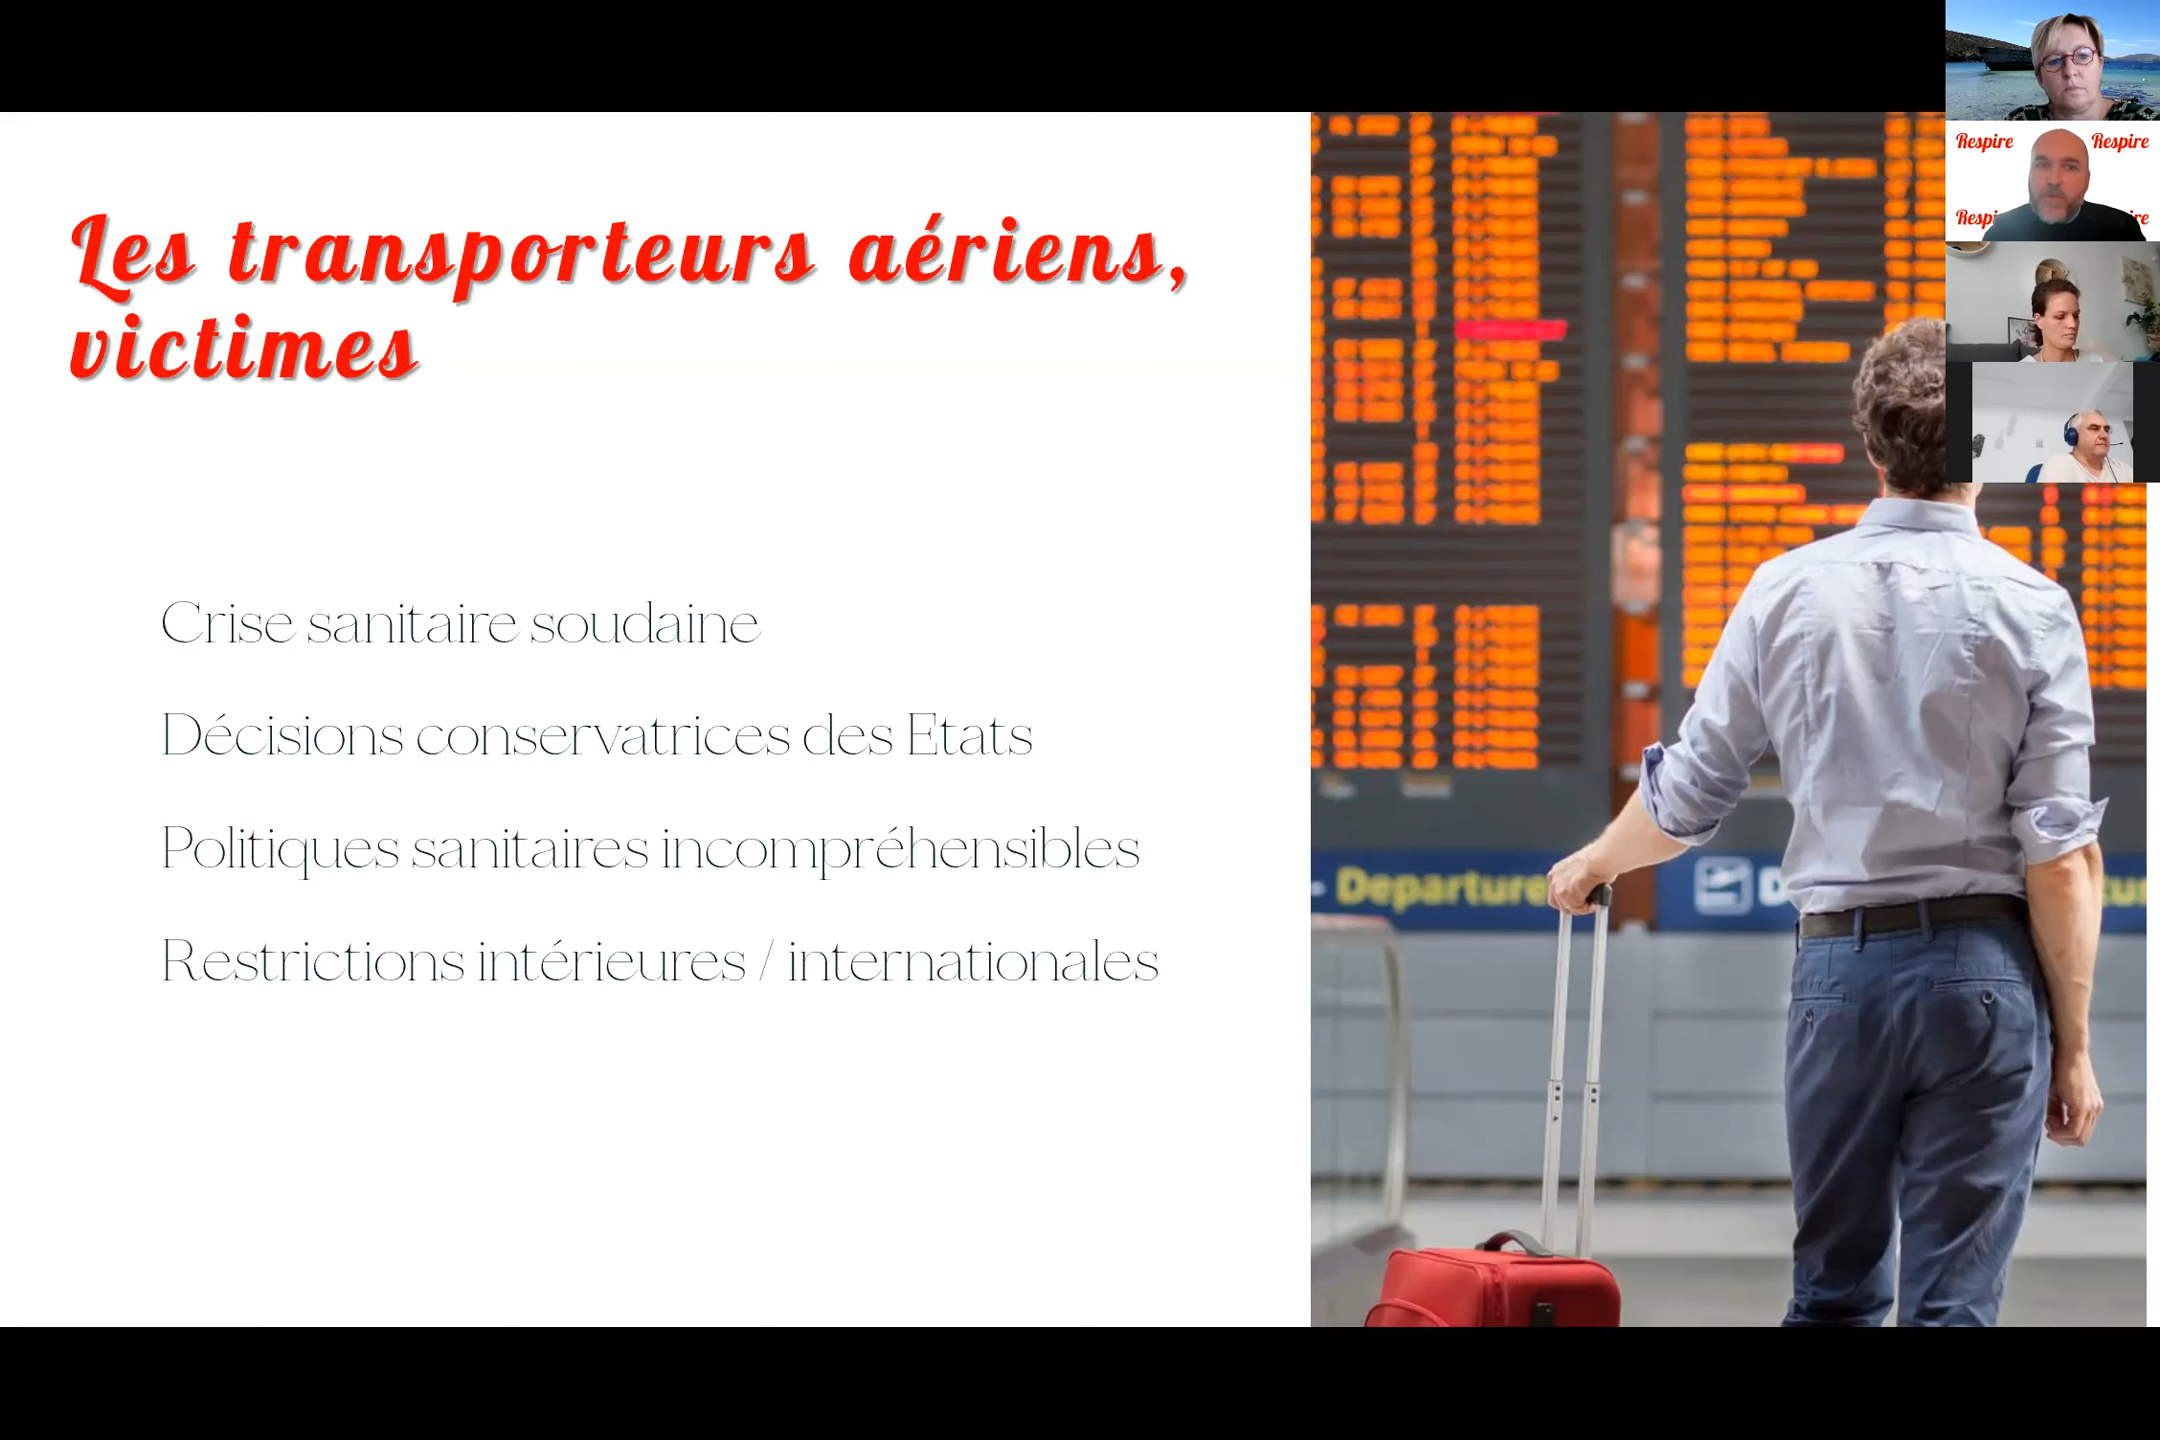 Les transporteurs aériens,
victimes
Crise sanitaire soudaine
Décisions conservatrices des Etats
Politiques sanitaires incompréhensibles
Restrictions intérieures / internationales
Respire Respire
- Departure